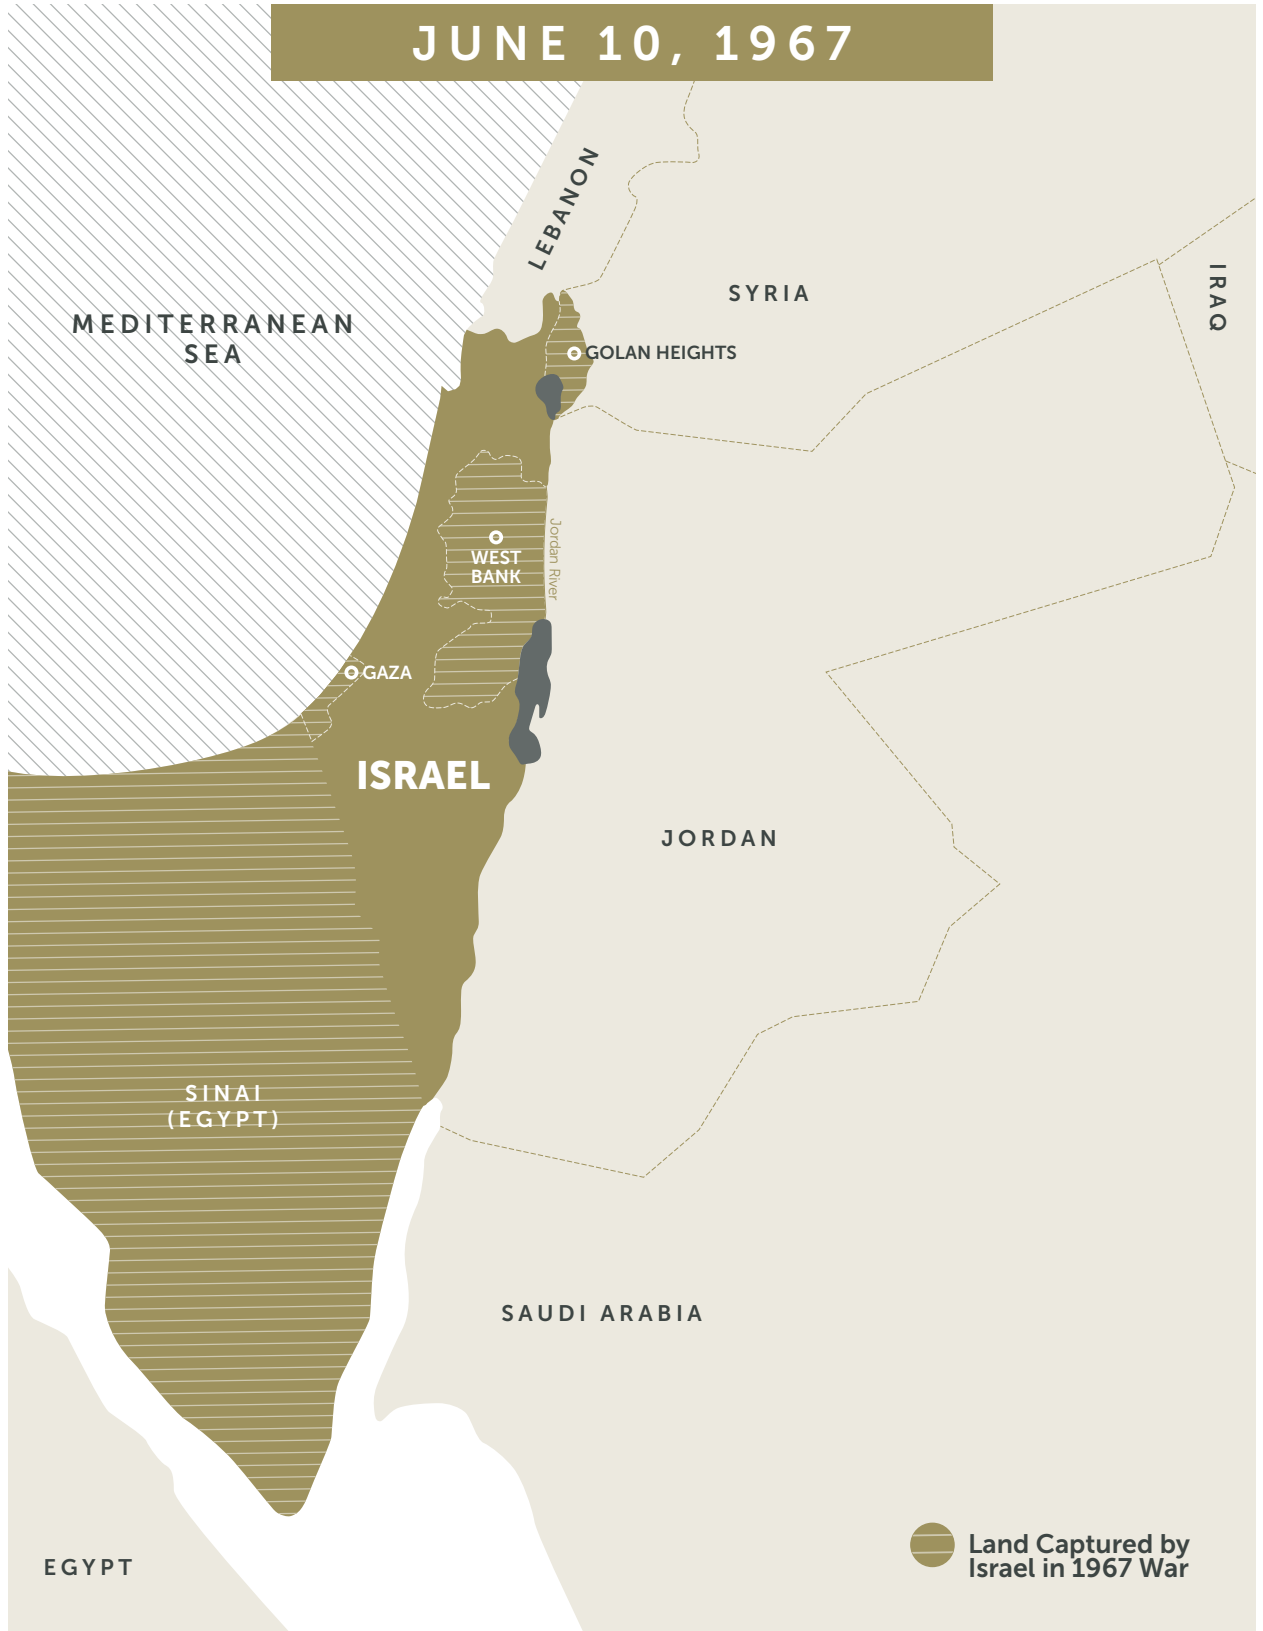 JUNE 10, 1967
LEBANON
SYRIA
IRAQ
MEDITERRANEAN
SEA
GOLAN HEIGHTS
Jordan River
WEST
BANK
GAZA
ISRAEL
JORDAN
SINAI
(EGYPT)
SAUDI ARABIA
EGYPT
Land Captured by
Israel in 1967 War